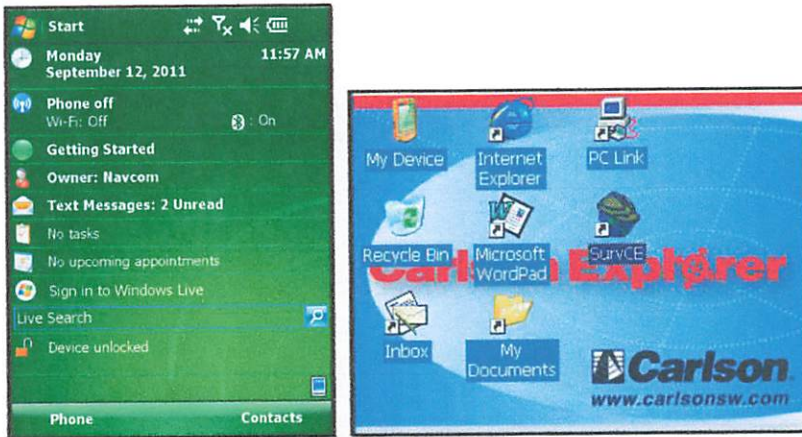 Start
Monday
11:57 AM
September 12, 2011
Phone off
Wi-Fi: Off
: On
Getting Started
Owner: Navcom
Text Messages: 2 Unread
No tasks
No upcoming appointments
Sign in to Windows Live
Live Search
Device unlocked
Phone
Contacts
My Device
Internet
Explorer
PC Link
Recycle Bin
Microsoft
WordPad
SurvCE
Carlson Explorer
Inbox
My
Documents
Carlson
www.carlsonsw.com